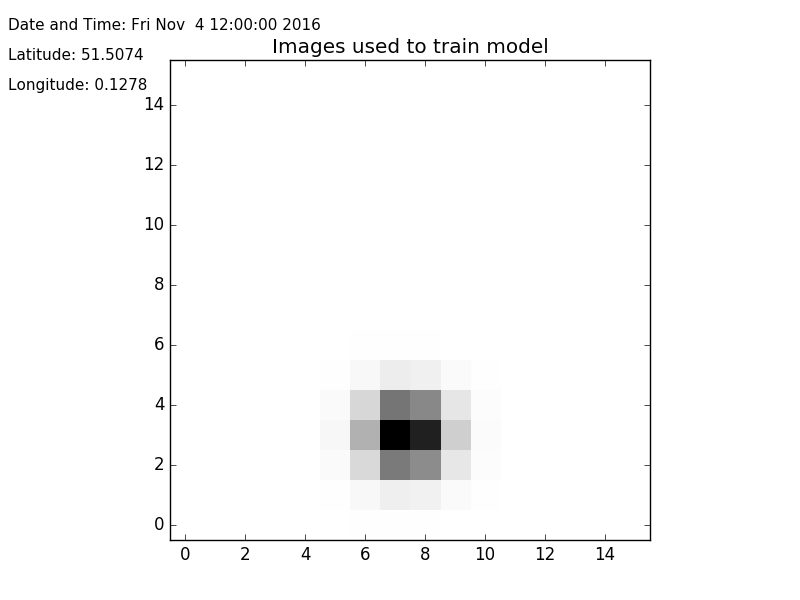 Date and Time: Fri Nov  4 12:00:00 2016
Latitude: 51.5074
Longitude: 0.1278
Images used to train model
14
12
10
8
6
4
2
0
0 2 4 6 8 10 12 14